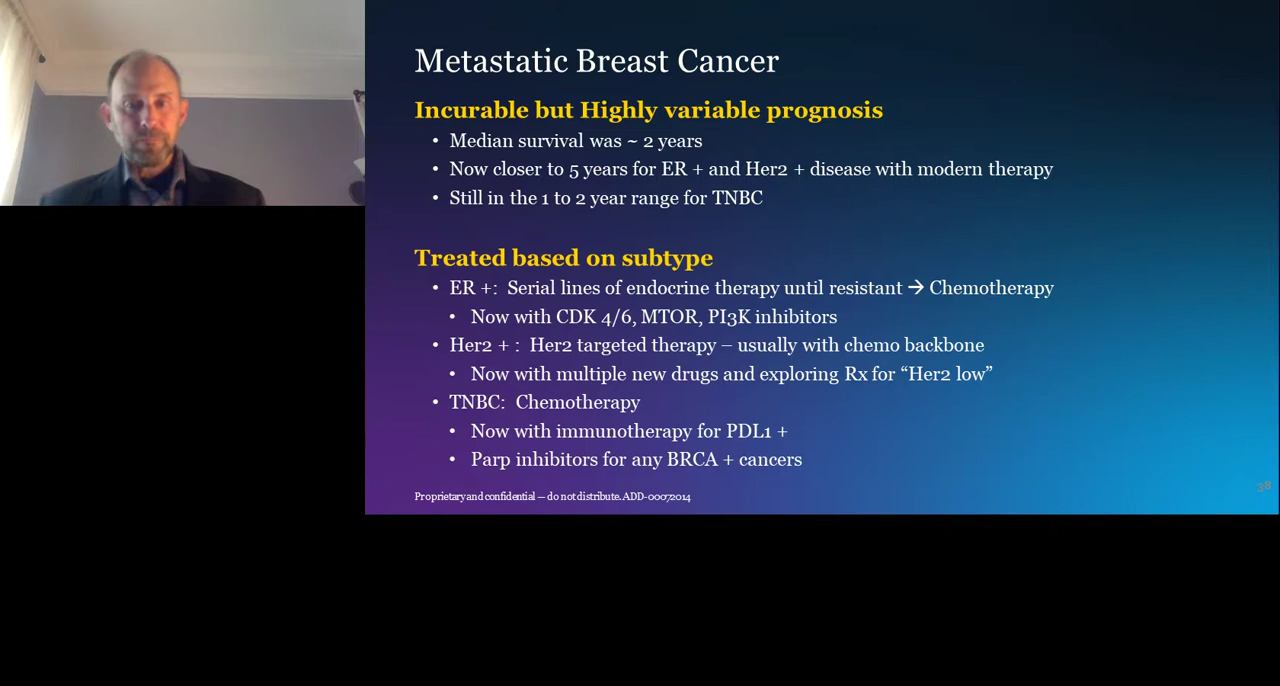 Metastatic Breast Cancer
Incurable but Highly variable prognosis
• Median survival was ~ 2 years
• Now closer to 5 years for ER + and Her2 + disease with modern therapy
• Still in the 1 to 2 year range for TNBC
Treated based on subtype
• ER +:  Serial lines of endocrine therapy until resistant → Chemotherapy
• Now with CDK 4/6, MTOR, PI3K inhibitors
• Her2 + :  Her2 targeted therapy – usually with chemo backbone
• Now with multiple new drugs and exploring Rx for “Her2 low”
• TNBC:  Chemotherapy
• Now with immunotherapy for PDL1 +
• Parp inhibitors for any BRCA + cancers
Proprietary and confidential — do not distribute. ADD-00072014
38